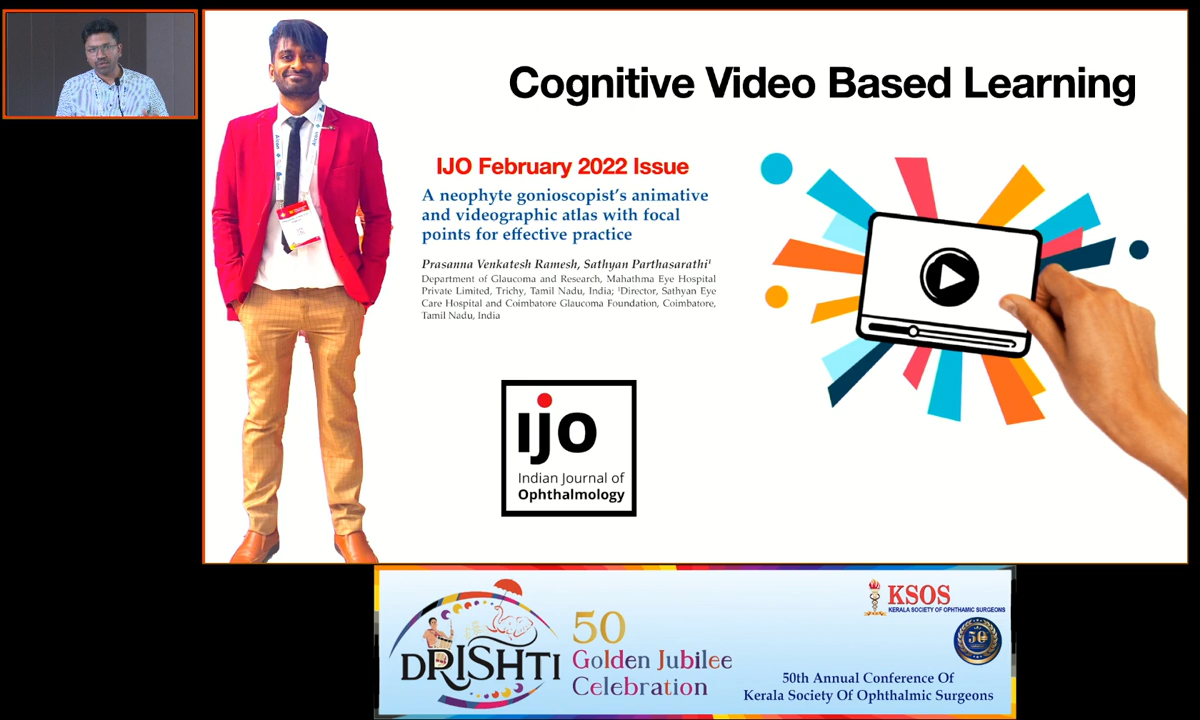 Cognitive Video Based Learning
IJO February 2022 Issue
A neophyte gonioscopist's animative
and videographic atlas with focal
points for effective practice
Prasanna Venkatesh Ramesh, Sathyan Parthasarathi¹
Department of Glaucoma and Research, Mahathma Eye Hospital
Private Limited, Trichy, Tamil Nadu, India; ¹Director, Sathyan Eye
Care Hospital and Coimbatore Glaucoma Foundation, Coimbatore,
Tamil Nadu, India
ijo
Indian Journal of
Ophthalmology
Alcon
DRISHTI
50
Golden Jubilee
Celebration
KSOS
KERALA SOCIETY OF OPHTHAMIC SURGEONS
50
50th Annual Conference Of
Kerala Society Of Ophthalmic Surgeons